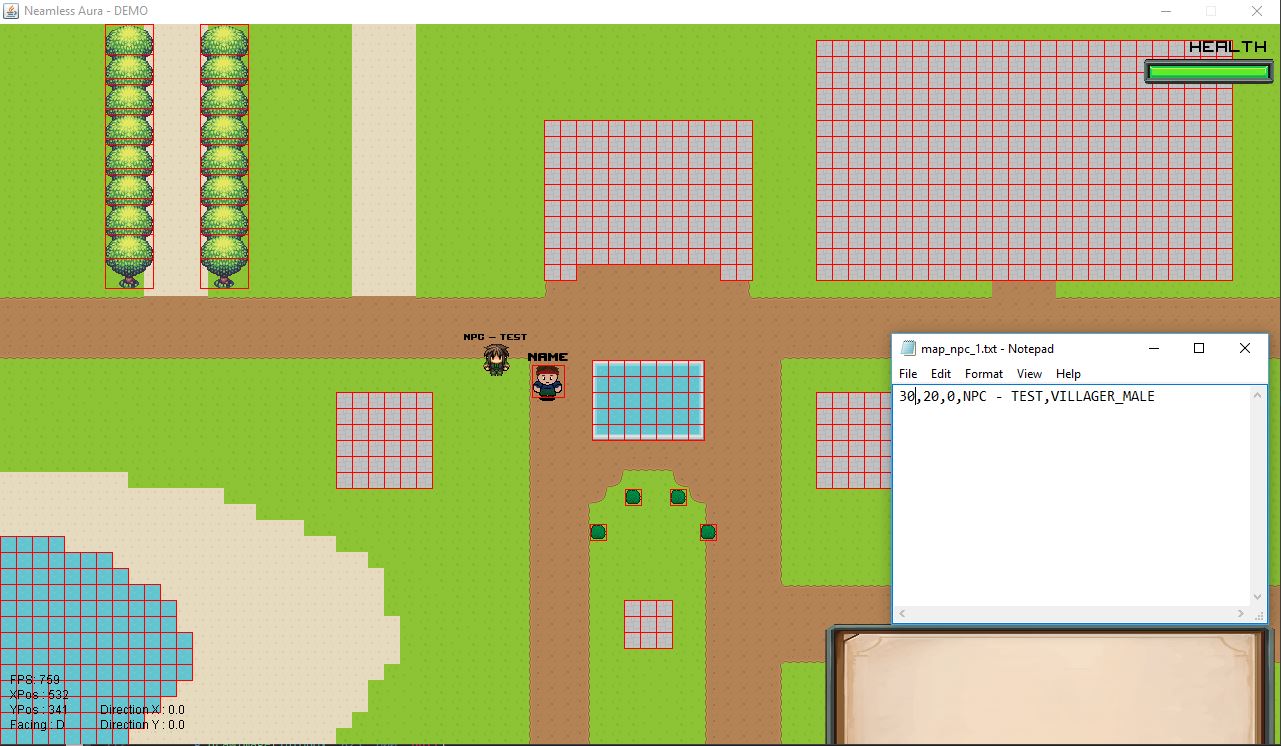 Neamless Aura - DEMO
HEALTH
NPC - TEST
NAME
map_npc_1.txt - Notepad
File Edit Format View Help
30,20,0,NPC - TEST,VILLAGER_MALE
FPS: 759
XPos : 532
YPos : 341 Direction X : 0.0
Facing : D Direction Y : 0.0